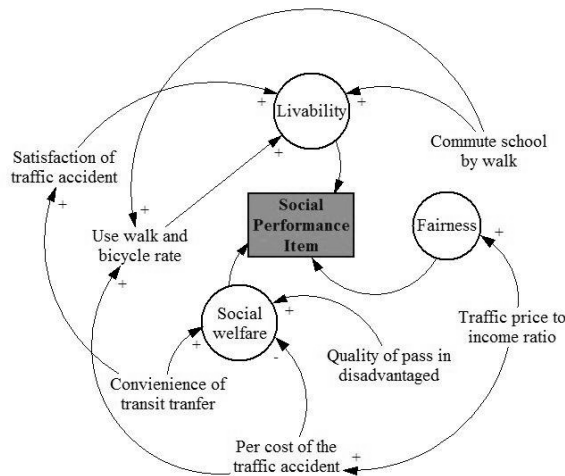 Livability
+
+
+
Commute school
by walk
Satisfaction of
traffic accident
+
Social
Performance
Item
Fairness
+
+
Use walk and
bicycle rate
+
Social
welfare
+
+
-
Traffic price to
income ratio
Quality of pass in
disadvantaged
Convienience of
transit tranfer
Per cost of the
traffic accident
+